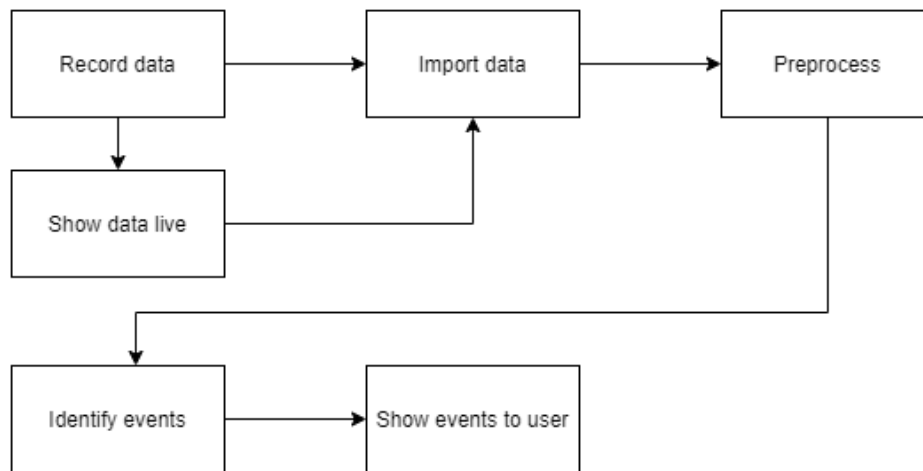 Record data
Import data
Preprocess
Show data live
Identify events
Show events to user